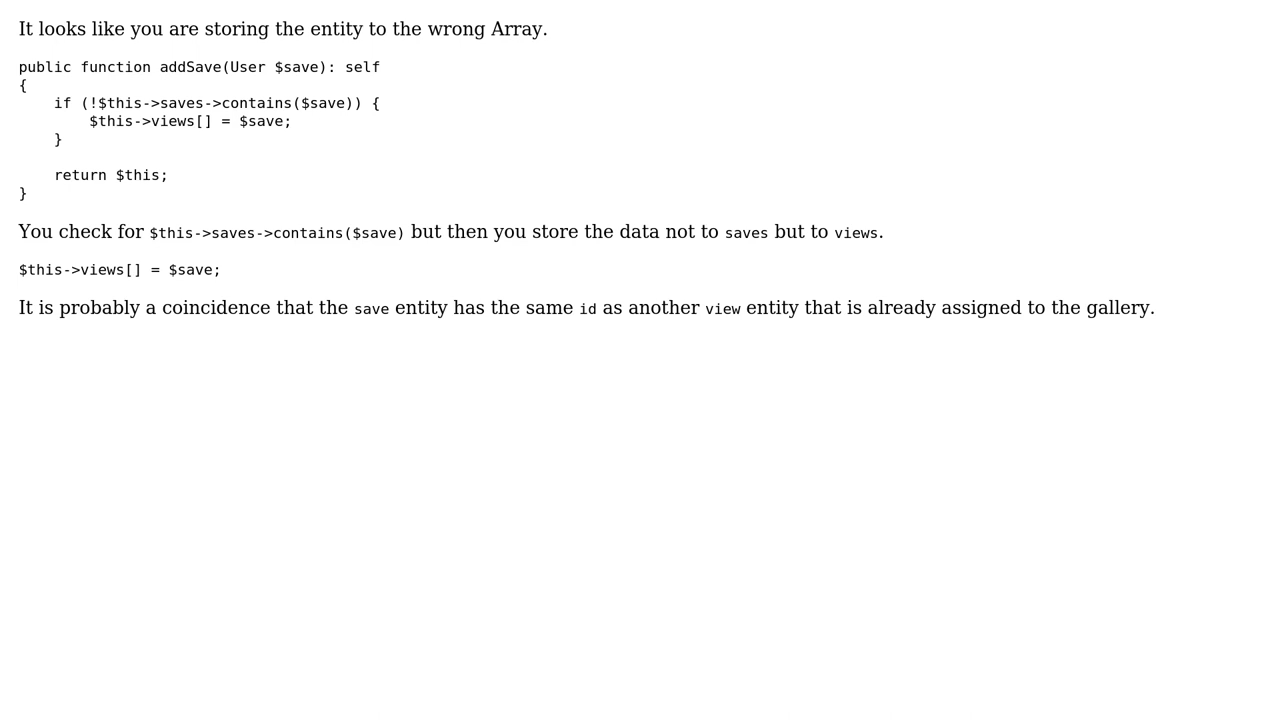 It looks like you are storing the entity to the wrong Array.
public function addSave(User $save): self
{
    if (!$this->saves->contains($save)) {
        $this->views[] = $save;
    }

    return $this;
}
You check for $this->saves->contains($save) but then you store the data not to saves but to views.
$this->views[] = $save;
It is probably a coincidence that the save entity has the same id as another view entity that is already assigned to the gallery.